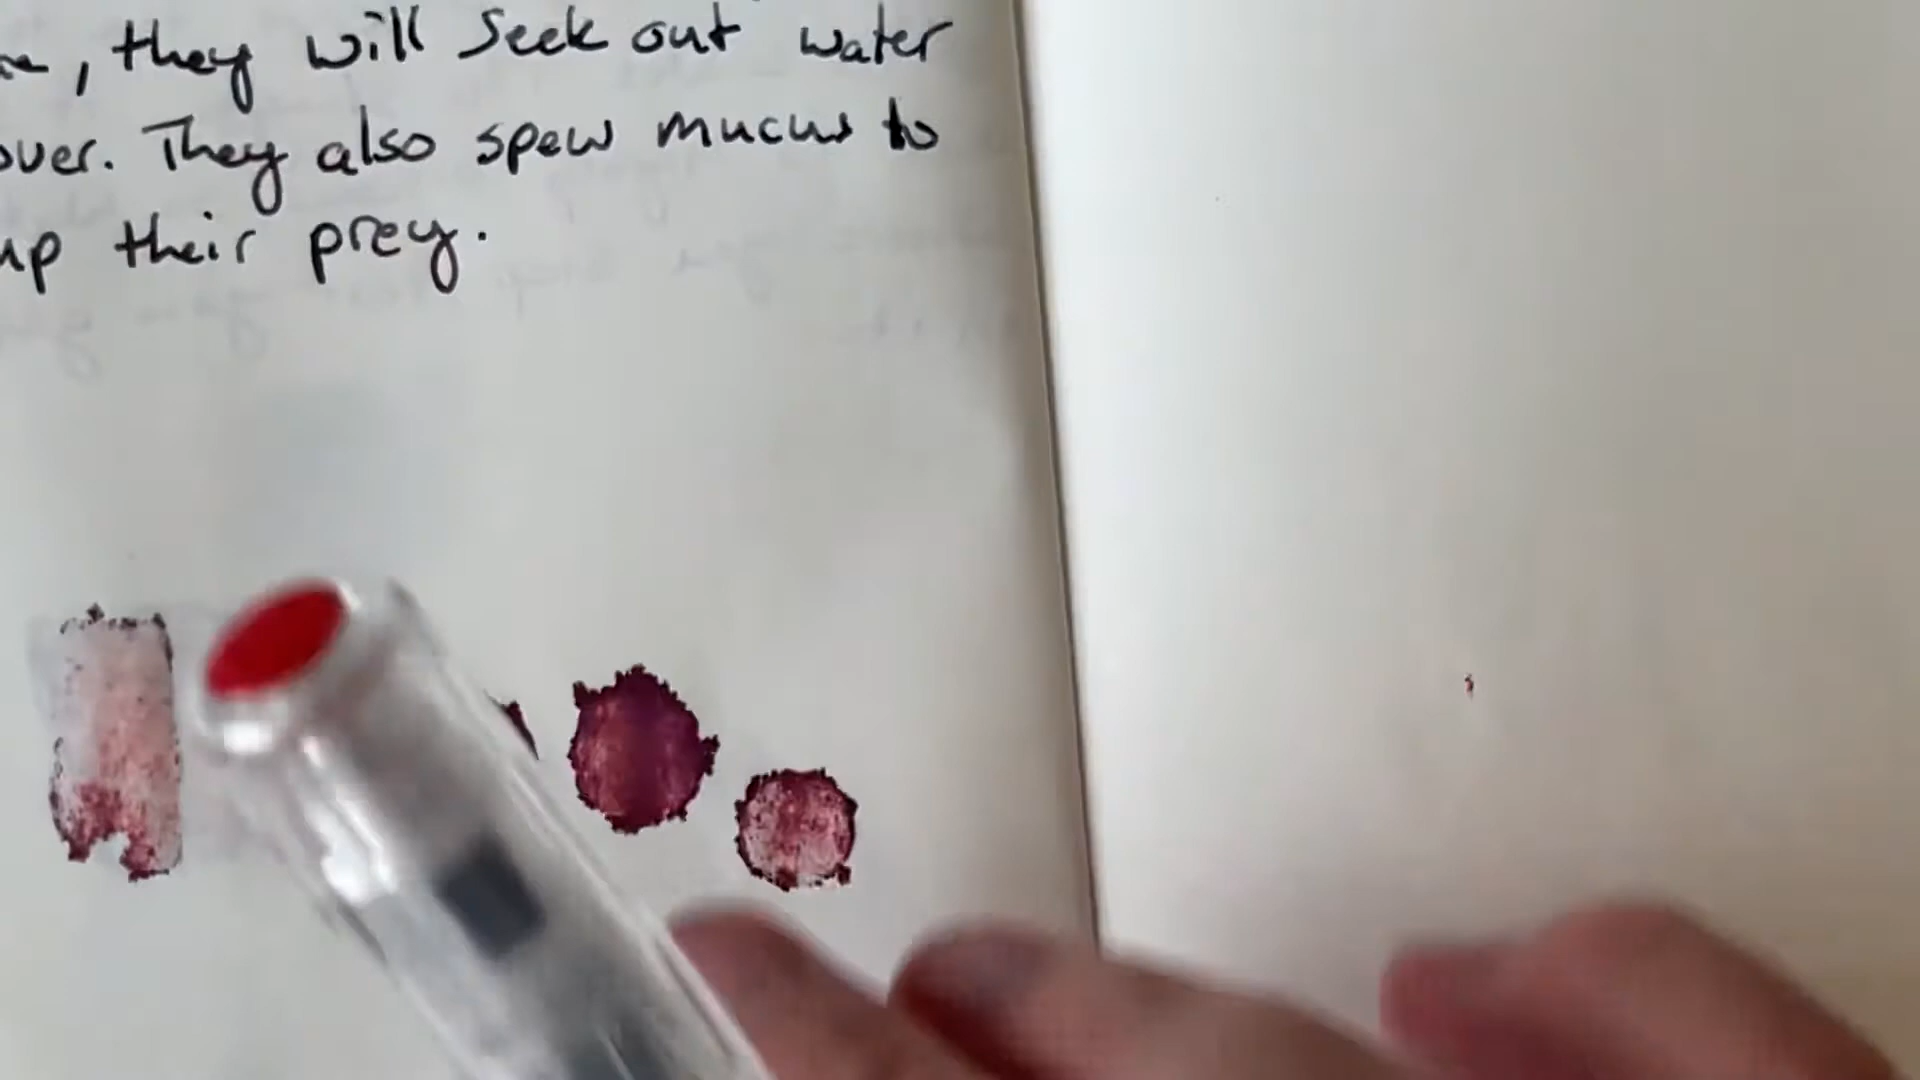 , they will seek out water
over. They also spew mucus to
up their prey.